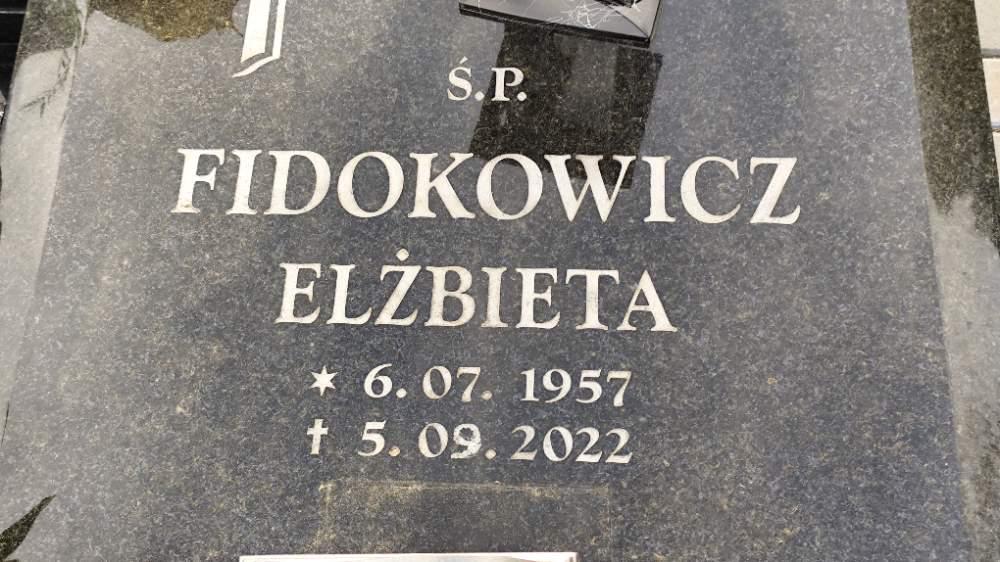 Ś.P.
FIDOKOWICZ
ELŻBIETA
* 6. 07. 1957
† 5. 09. 2022